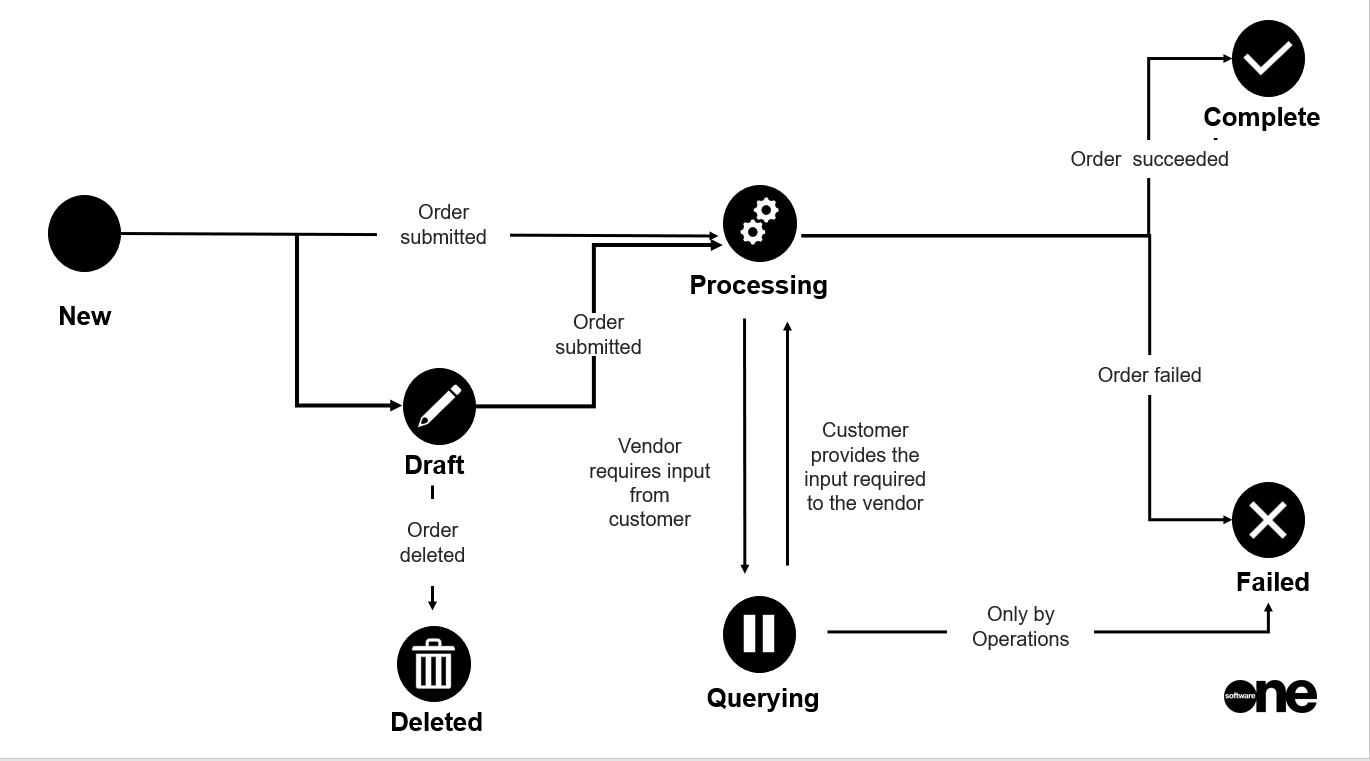 Complete
Order succeeded
Order
submitted
Processing
New
Order
submitted
Order failed
Draft
Vendor
requires input
from
customer
Customer
provides the
input required
to the vendor
Order
deleted
Failed
Only by
Operations
Querying
Deleted
software
one